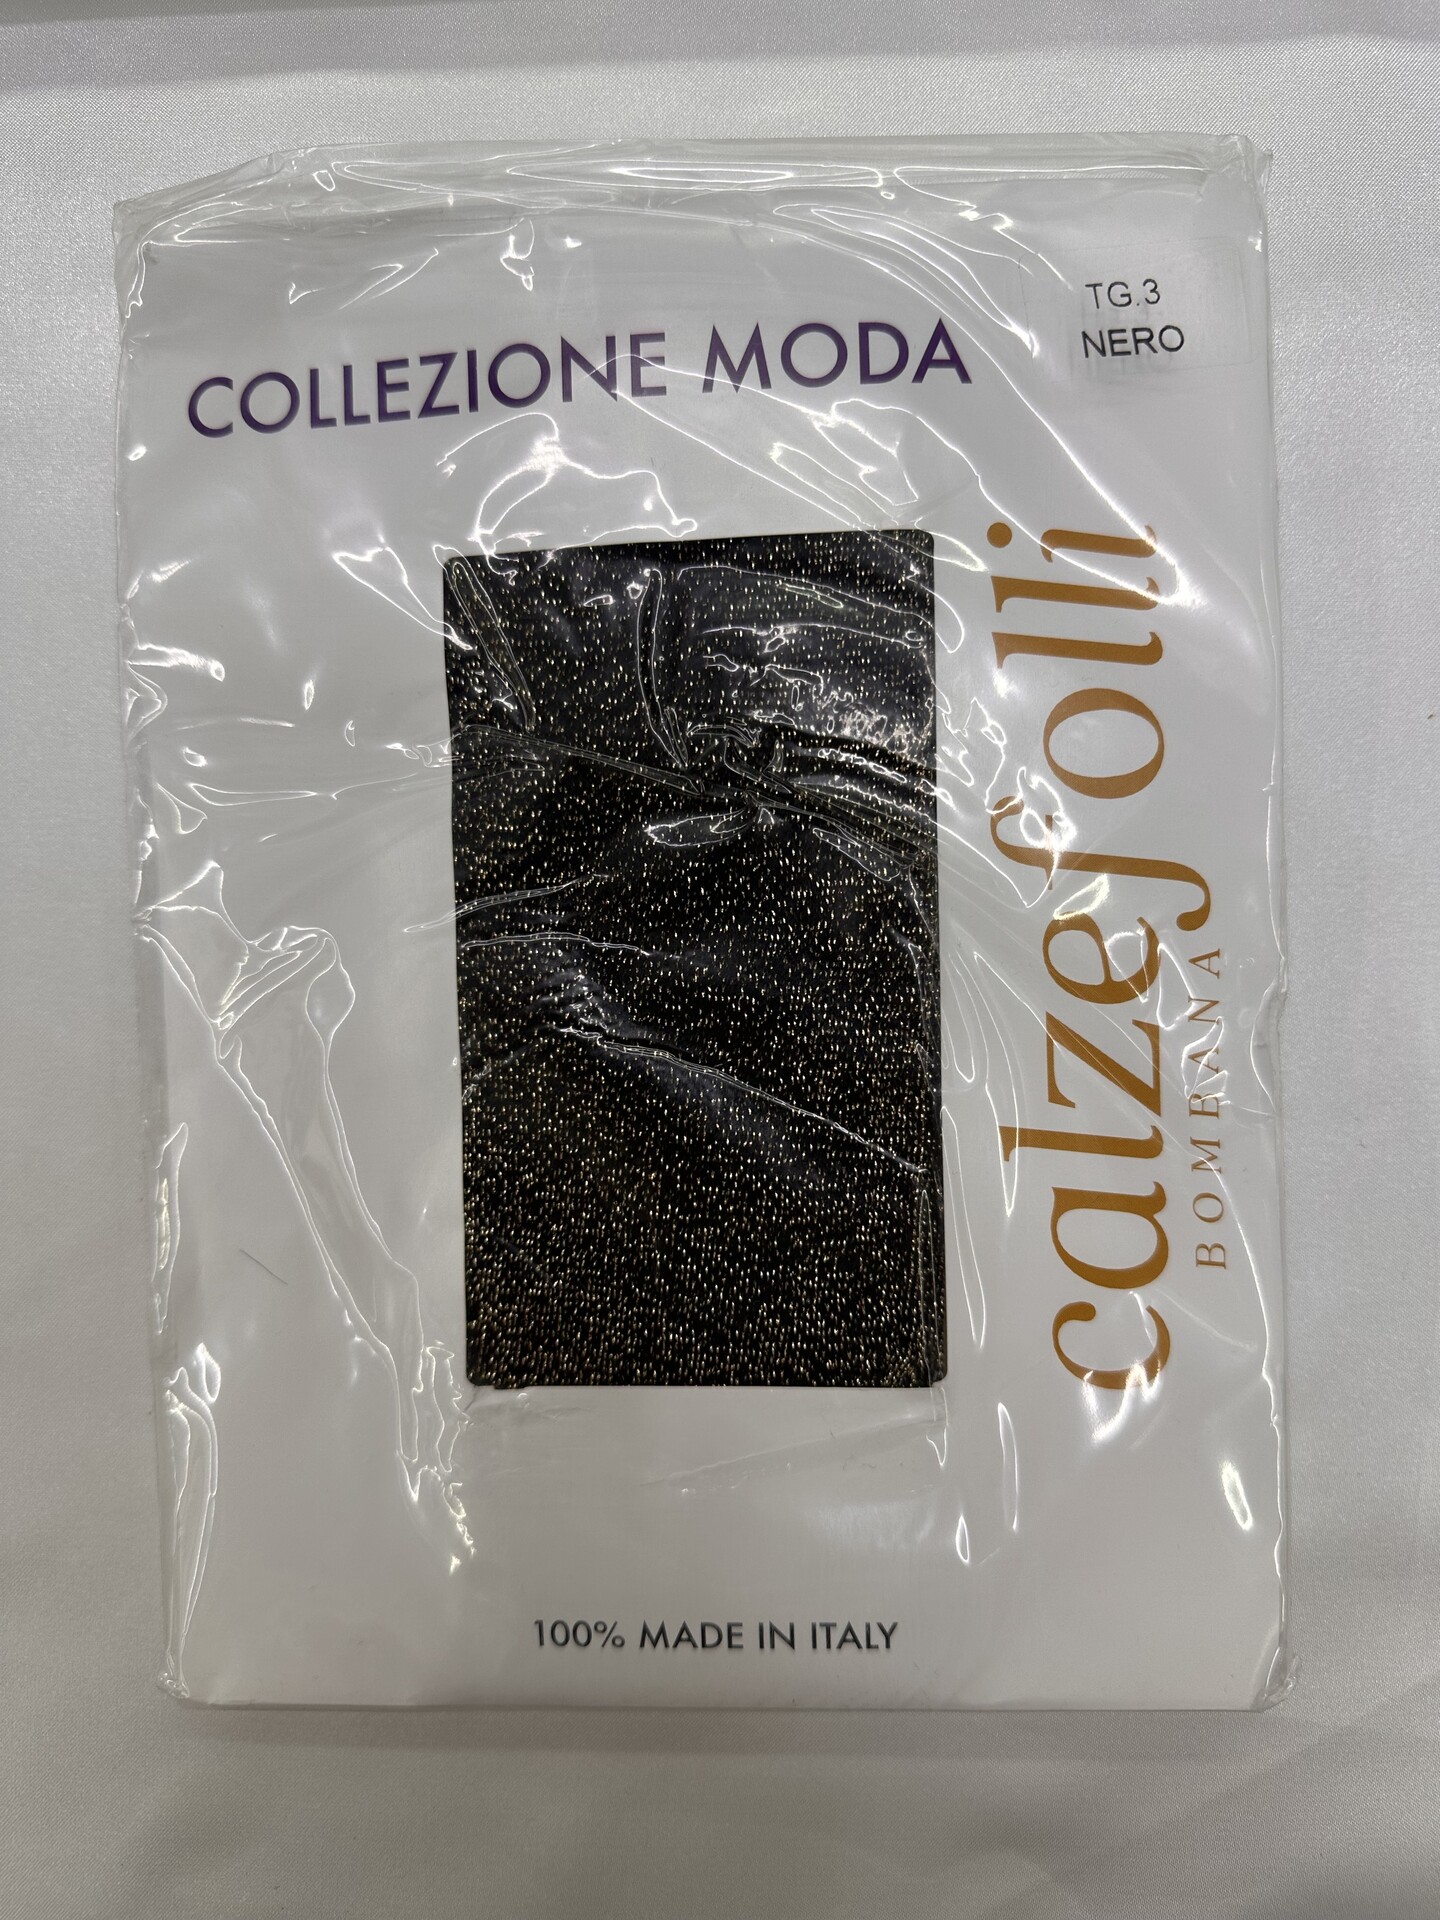 TG.3
NERO
COLLEZIONE MODA
calzefolli
BOMBANA
100% MADE IN ITALY